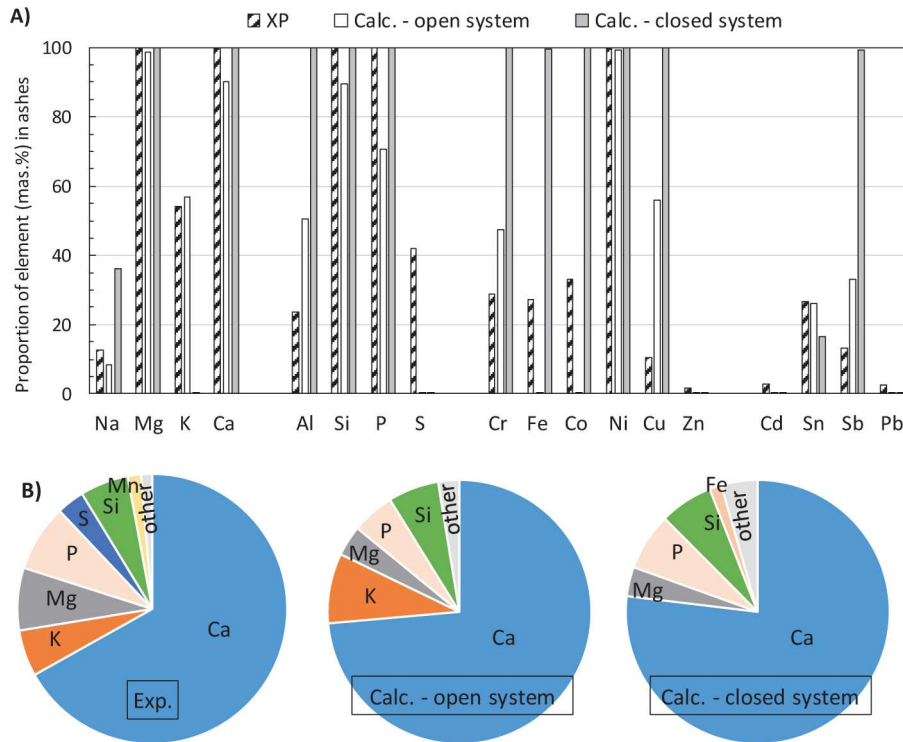 A)
XP
Calc. - open system
Calc. - closed system
Proportion of element (mas.%) in ashes
100
80
60
40
20
0
Na Mg K Ca Al Si P S Cr Fe Co Ni Cu Zn Cd Sn Sb Pb
B)
Mn
other
Si
S
P
Mg
K
Ca
Exp.
other
Si
P
Mg
K
Ca
Calc. - open system
Fe
other
Si
P
Mg
Ca
Calc. - closed system